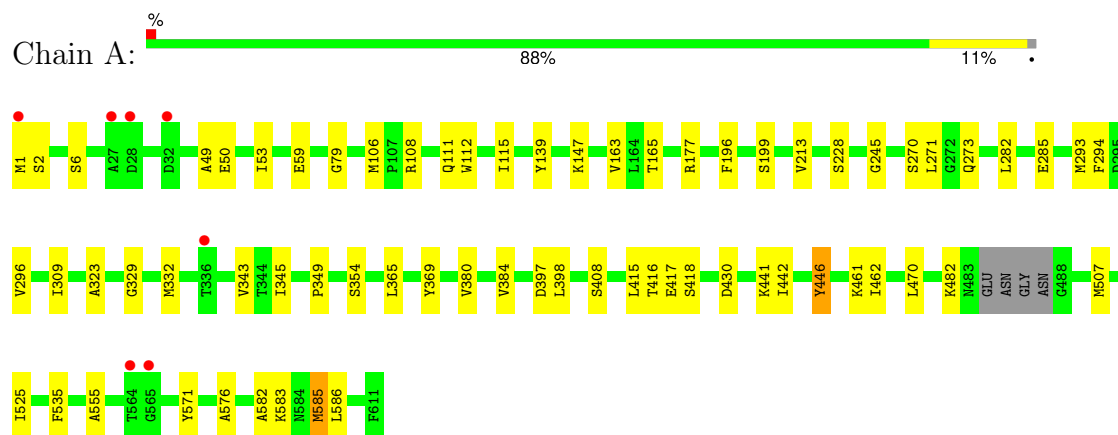 %
Chain A:
88% 11% •
M1 S2 S6 A27 D28 D32 A49 E50 I53 E59 G79 M106 P107 R108 Q111 W112 I115 Y139 K147 V163 L164 T165 R177 F196 S199 V213 S228 G245 S270 L271 G272 Q273 L282 E285 M293 F294 D295
V296 I309 A323 G329 M332 T336 V343 T344 I345 P349 S354 L365 Y369 V380 V384 D397 L398 S408 L415 T416 E417 S418 D430 K441 I442 Y446 K461 I462 L470 K482 N483 GLU ASN GLY ASN G488 M507
I525 F535 A555 T564 G565 Y571 A576 A582 K583 N584 M585 L586 F611